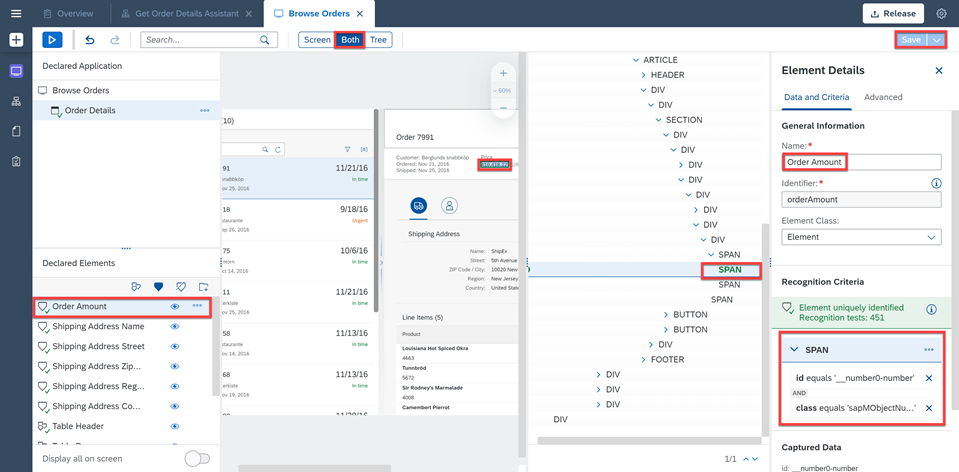 Overview
Get Order Details Assistant
Browse Orders
Release
Search...
Screen
Both
Tree
Save
Declared Application
Browse Orders
Order Details
Declared Elements
Order Amount
Shipping Address Name
Shipping Address Street
Shipping Address Zip...
Shipping Address Reg...
Shipping Address Co...
Table Header
Display all on screen
10)
91 11/21/16
snabbköp In time
ov 25, 2016
18 9/18/16
staurante Urgent
ov 25, 2016
75 10/6/16
Horn In time
ct 14, 2016
26 11/9/16
erkiste In time
ov 25, 2016
58 11/13/16
staurante In time
ov 14, 2016
68 11/13/16
erkiste In time
ov 25, 2016
00 11/28/16
– 60%
Order 7991
Customer: Berglunds snabbköp
Ordered: Nov 21, 2016
Shipped: Nov 25, 2016
Price
Shipping Address
Name: ShipEx
Street: 5th Avenue
ZIP Code / City: 10020 New
Region: New Jersey
Country: United
Line Items (5)
Product
Louisiana Hot Spiced Okra
4663
Tunnbröd
5672
Sir Rodney's Marmalade
4008
Camembert Pierrot
ARTICLE
HEADER
DIV
DIV
SECTION
DIV
DIV
DIV
DIV
DIV
DIV
DIV
DIV
SPAN
SPAN
SPAN
SPAN
BUTTON
BUTTON
DIV
FOOTER
DIV
DIV
DIV
DIV
1/1
Element Details
Data and Criteria
Advanced
General Information
Name:*
Order Amount
Identifier:*
orderAmount
Element Class:
Element
Recognition Criteria
Element uniquely identified
Recognition tests: 451
SPAN
id equals '__number0-number'
AND
class equals 'sapMObjectNu...'
Captured Data
id: __number0-number